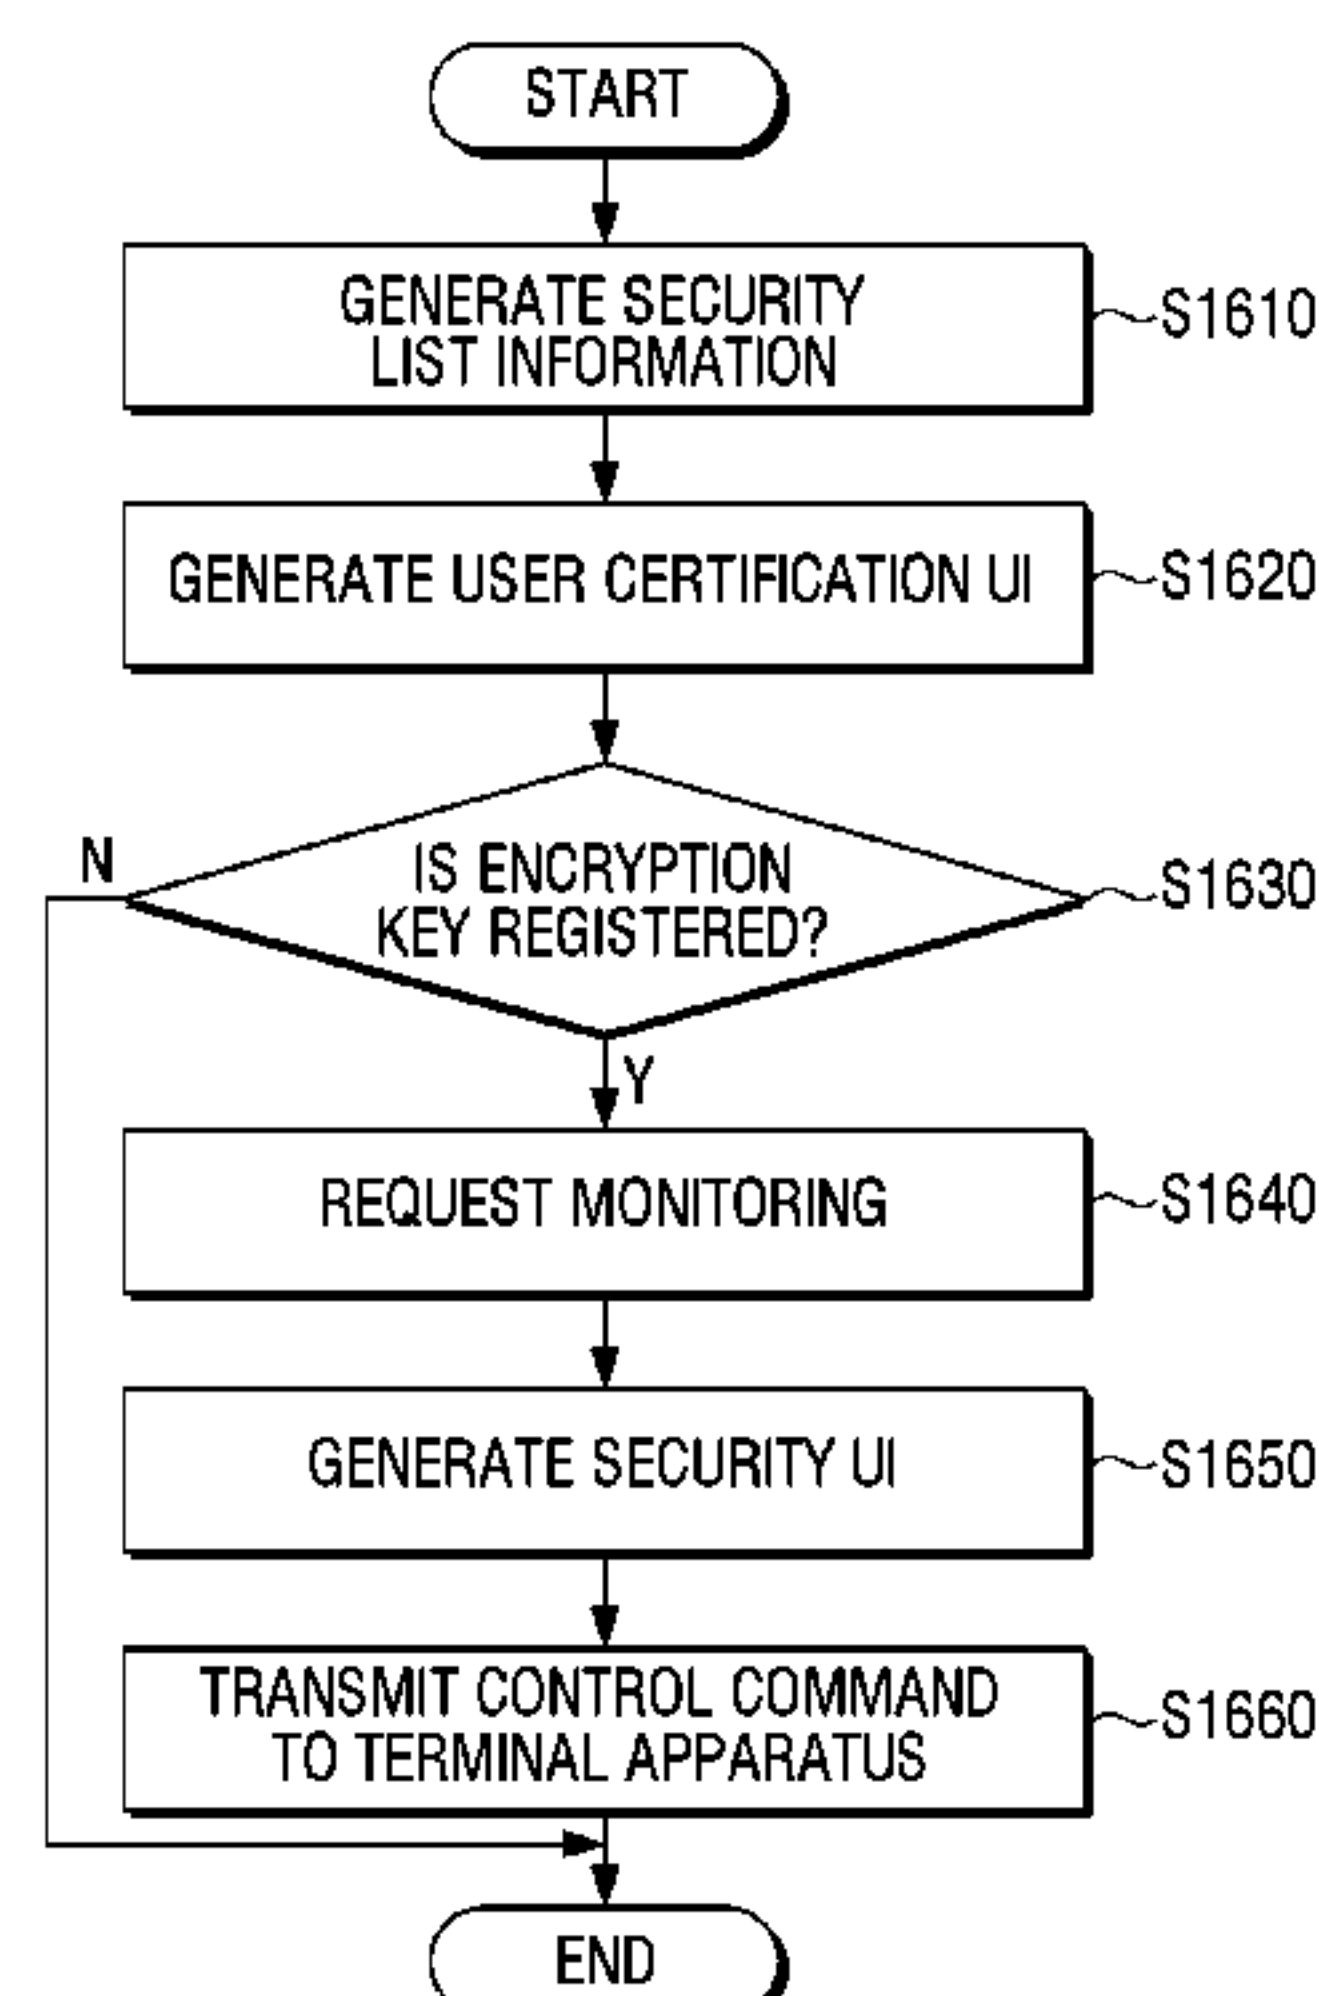 START
GENERATE SECURITY
LIST INFORMATION
S1610
GENERATE USER CERTIFICATION UI
S1620
N
IS ENCRYPTION
KEY REGISTERED?
S1630
Y
REQUEST MONITORING
S1640
GENERATE SECURITY UI
S1650
TRANSMIT CONTROL COMMAND
TO TERMINAL APPARATUS
S1660
END